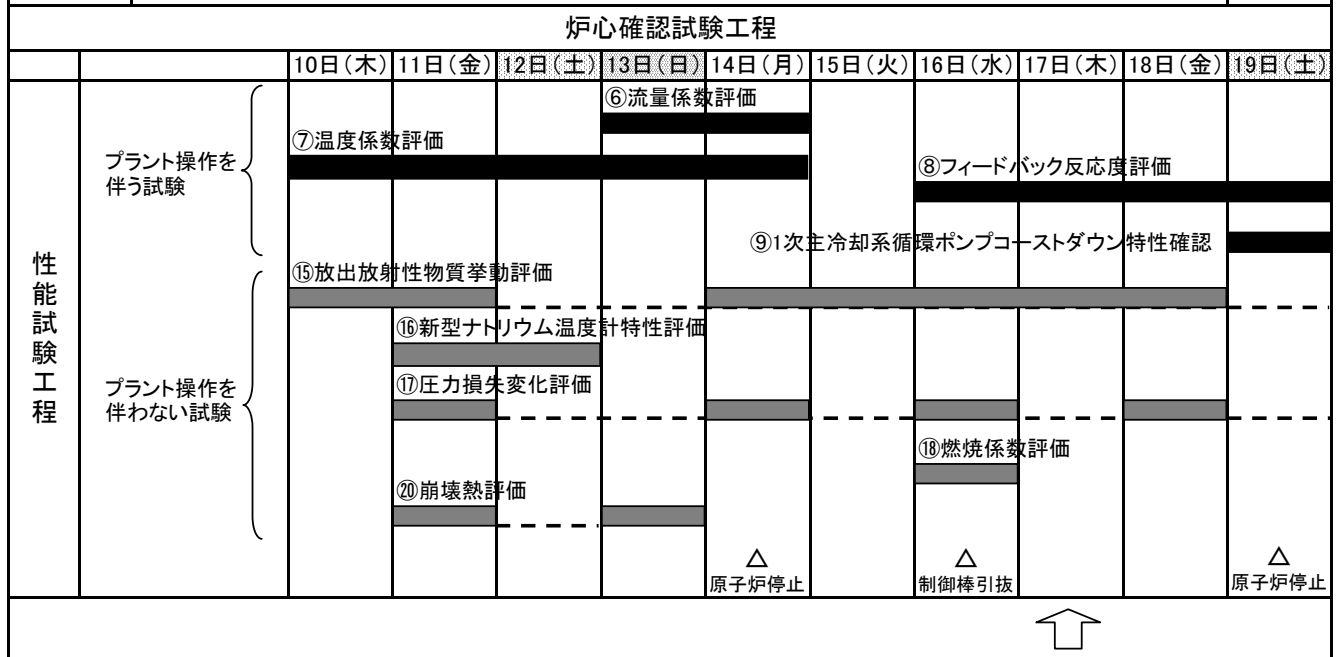 炉心確認試験工程
10日(木) 11日(金) 12日(土) 13日(日) 14日(月) 15日(火) 16日(水) 17日(木) 18日(金) 19日(土)
性能試験工程
プラント操作を
伴う試験
⑥流量係数評価
⑦温度係数評価
⑧フィードバック反応度評価
⑨1次主冷却系循環ポンプコーストダウン特性確認
プラント操作を
伴わない試験
⑮放出放射性物質挙動評価
⑯新型ナトリウム温度計特性評価
⑰圧力損失変化評価
⑱燃焼係数評価
⑳崩壊熱評価
△ △ △
原子炉停止 制御棒引抜 原子炉停止